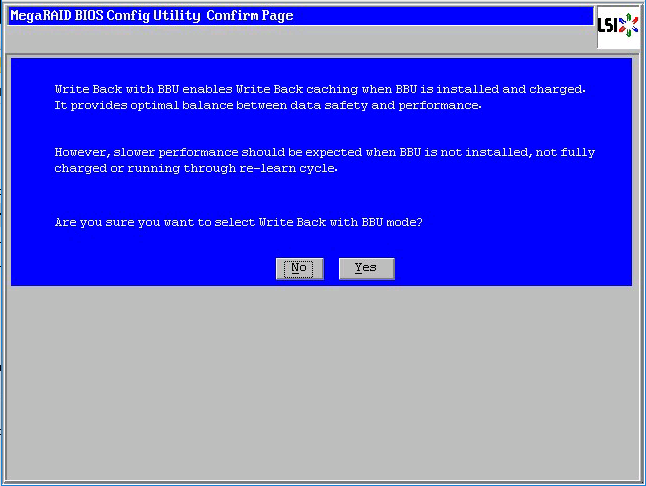 MegaRAID BIOS Config Utility Confirm Page
LSI
Write Back with BBU enables Write Back caching when BBU is installed and charged.
It provides optimal balance between data safety and performance.
However, slower performance should be expected when BBU is not installed, not fully
charged or running through re-learn cycle.
Are you sure you want to select Write Back with BBU mode?
No Yes